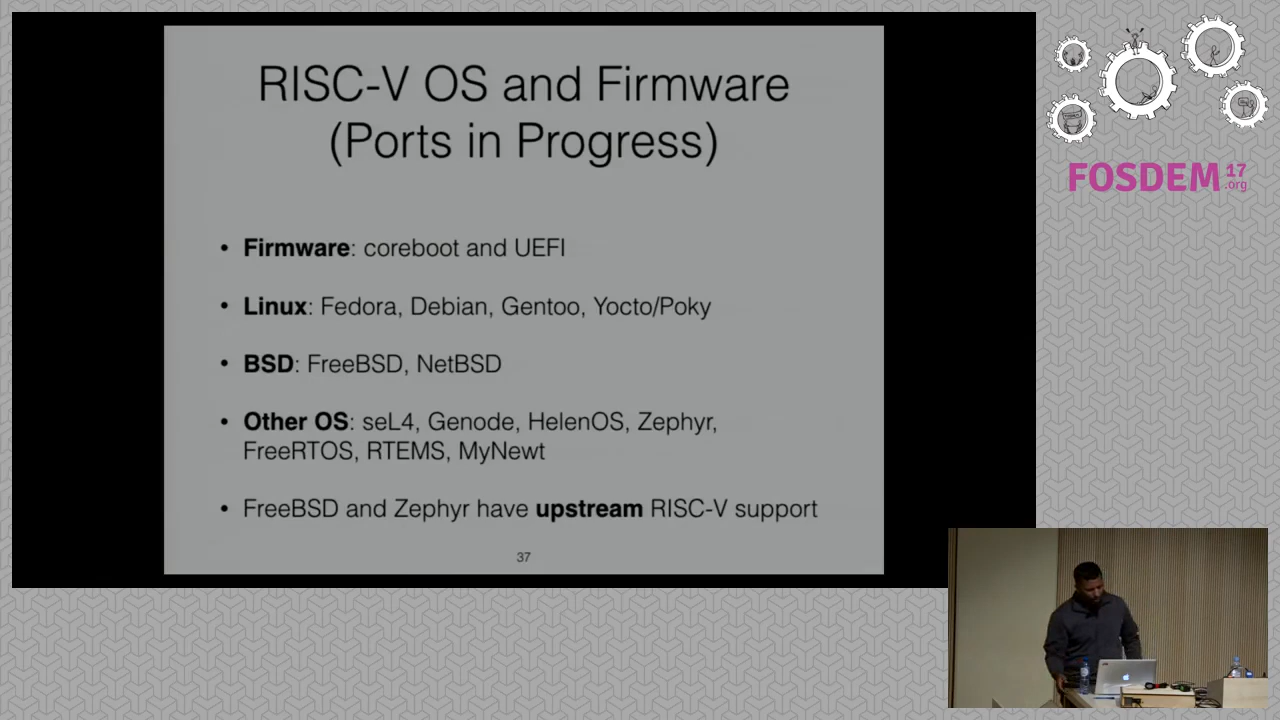 RISC-V OS and Firmware
(Ports in Progress)
• Firmware: coreboot and UEFI
• Linux: Fedora, Debian, Gentoo, Yocto/Poky
• BSD: FreeBSD, NetBSD
• Other OS: seL4, Genode, HelenOS, Zephyr,
FreeRTOS, RTEMS, MyNewt
• FreeBSD and Zephyr have upstream RISC-V support
37
FOSDEM 17
.org